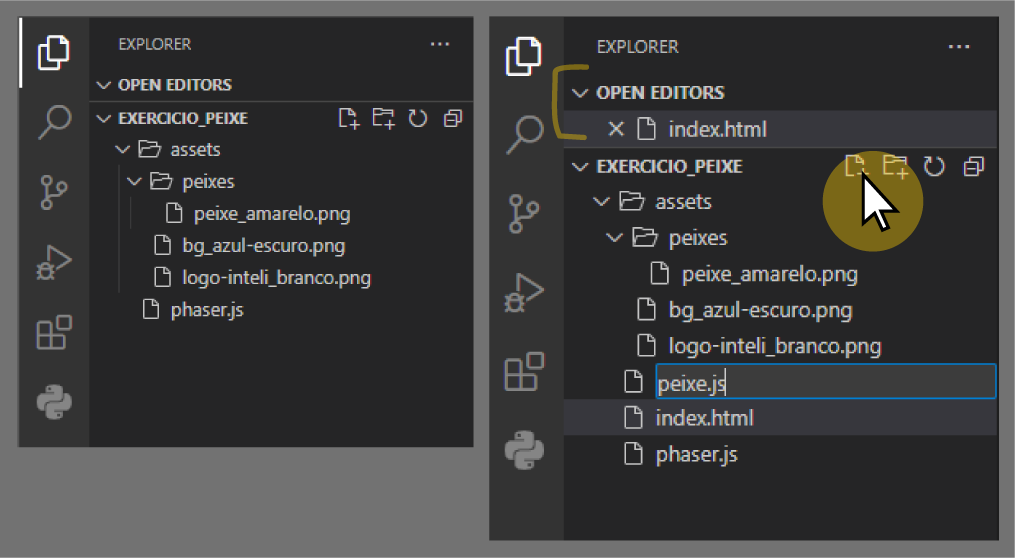 EXPLORER
OPEN EDITORS
EXERCICIO_PEIXE
assets
peixes
peixe_amarelo.png
bg_azul-escuro.png
logo-inteli_branco.png
phaser.js
EXPLORER
OPEN EDITORS
index.html
EXERCICIO_PEIXE
assets
peixes
peixe_amarelo.png
bg_azul-escuro.png
logo-inteli_branco.png
peixe.js
index.html
phaser.js